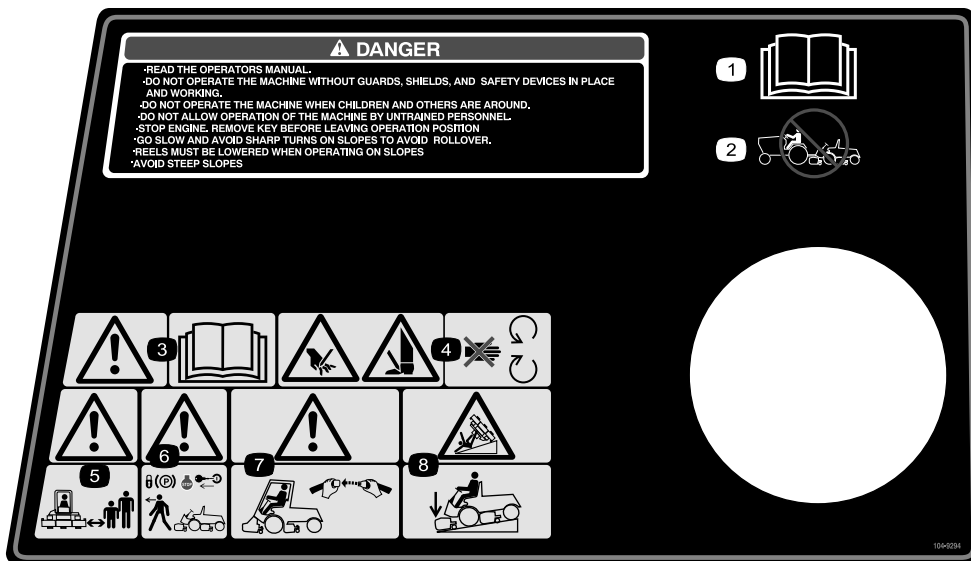 DANGER
·READ THE OPERATORS MANUAL.
·DO NOT OPERATE THE MACHINE WITHOUT GUARDS, SHIELDS, AND SAFETY DEVICES IN PLACE
AND WORKING.
·DO NOT OPERATE THE MACHINE WHEN CHILDREN AND OTHERS ARE AROUND.
·DO NOT ALLOW OPERATION OF THE MACHINE BY UNTRAINED PERSONNEL.
·STOP ENGINE. REMOVE KEY BEFORE LEAVING OPERATION POSITION
·GO SLOW AND AVOID SHARP TURNS ON SLOPES TO AVOID ROLLOVER.
·REELS MUST BE LOWERED WHEN OPERATING ON SLOPES
·AVOID STEEP SLOPES
1
2
3
4
5
6
7
8
(P)
STOP
104-9294